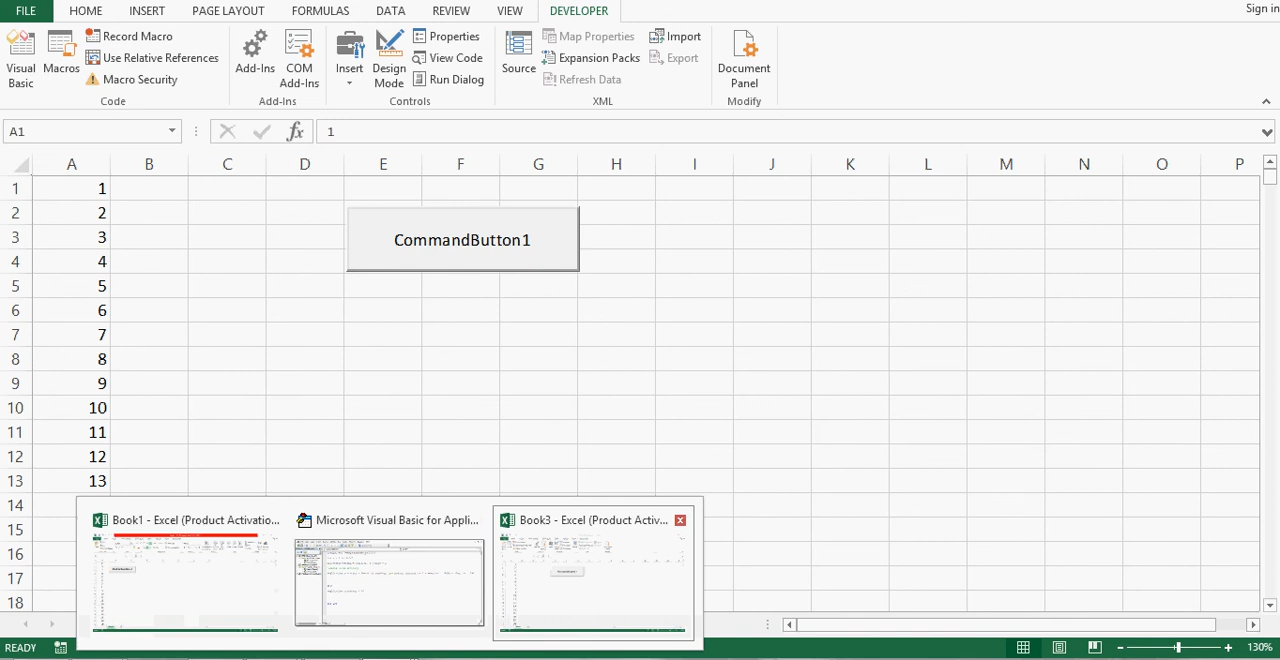 FILE HOME INSERT PAGE LAYOUT FORMULAS DATA REVIEW VIEW DEVELOPER Sign in
Visual Basic
Macros
Record Macro
Use Relative References
Macro Security
Code
Add-Ins
COM Add-Ins
Add-Ins
Insert
Design Mode
Properties
View Code
Run Dialog
Controls
Source
Map Properties
Expansion Packs
Refresh Data
Import
Export
XML
Document Panel
Modify
A1 fx 1
A B C D E F G H I J K L M N O P
1 1
2 2
3 3
4 4
5 5
6 6
7 7
8 8
9 9
10 10
11 11
12 12
13 13
14
15
16
17
18
CommandButton1
Book1 - Excel (Product Activatio...
Microsoft Visual Basic for Appli...
Book3 - Excel (Product Activ...
READY 130%